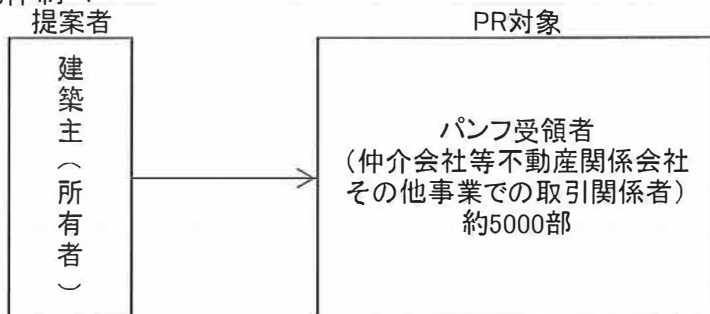 提案者
PR対象
建築主（所有者）
パンフ受領者
（仲介会社等不動産関係会社
その他事業での取引関係者）
約5000部